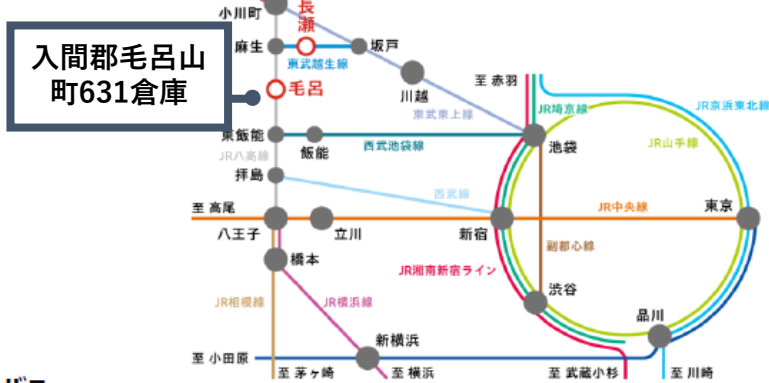 小川町
長瀬
麻生
坂戸
東武越生線
入間郡毛呂山
町631倉庫
毛呂
川越
至 赤羽
JR埼京線
JR京浜東北線
東武東上線
東飯能
飯能
西武池袋線
池袋
JR山手線
JR八高線
拝島
西武線
至 高尾
JR中央線
東京
八王子
立川
新宿
副都心線
橋本
JR湘南新宿ライン
渋谷
JR相模線
JR横浜線
品川
新横浜
至 小田原
至 茅ヶ崎
至 横浜
至 武蔵小杉
至 川崎